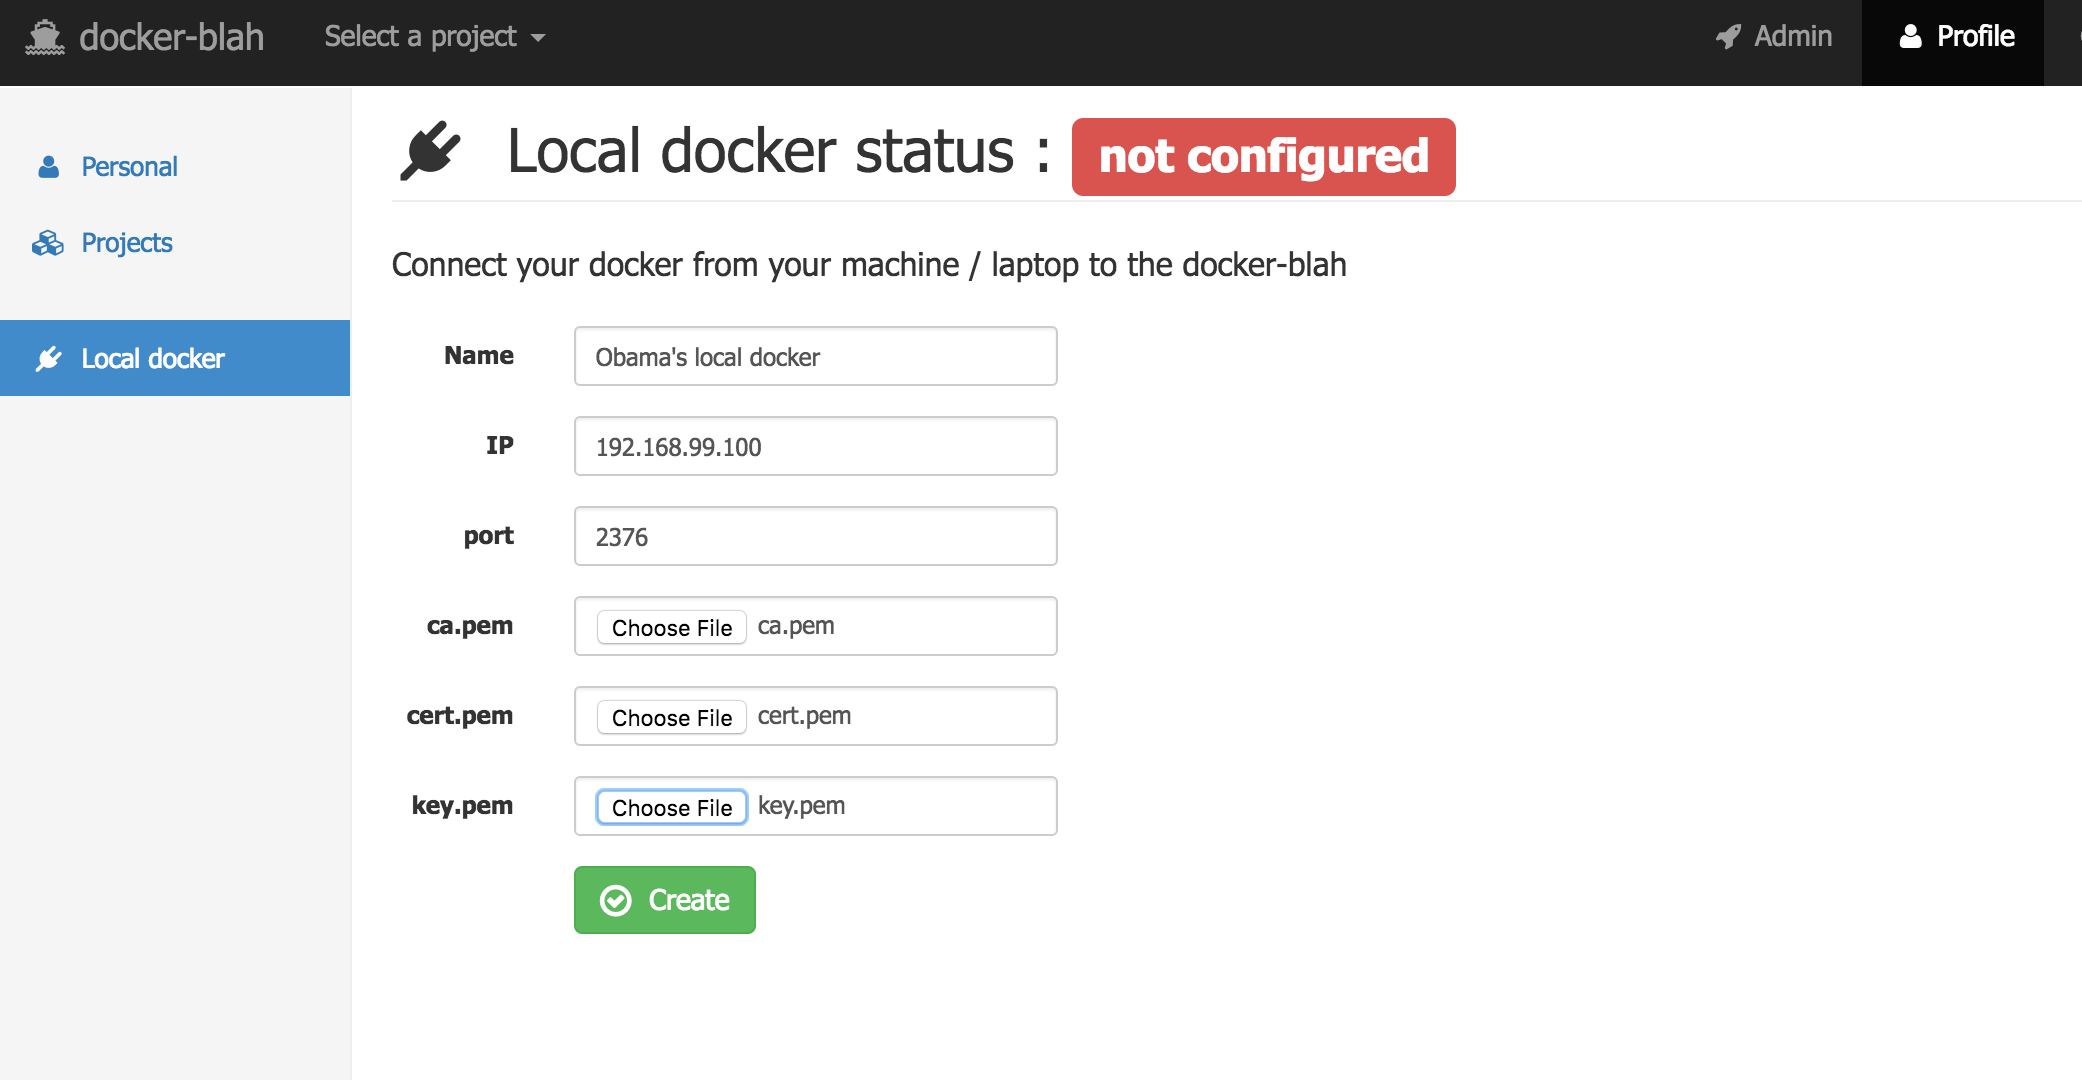 docker-blah Select a project Admin Profile
Personal
Projects
Local docker
Local docker status : not configured
Connect your docker from your machine / laptop to the docker-blah
Name Obama's local docker
IP 192.168.99.100
port 2376
ca.pem Choose File ca.pem
cert.pem Choose File cert.pem
key.pem Choose File key.pem
Create